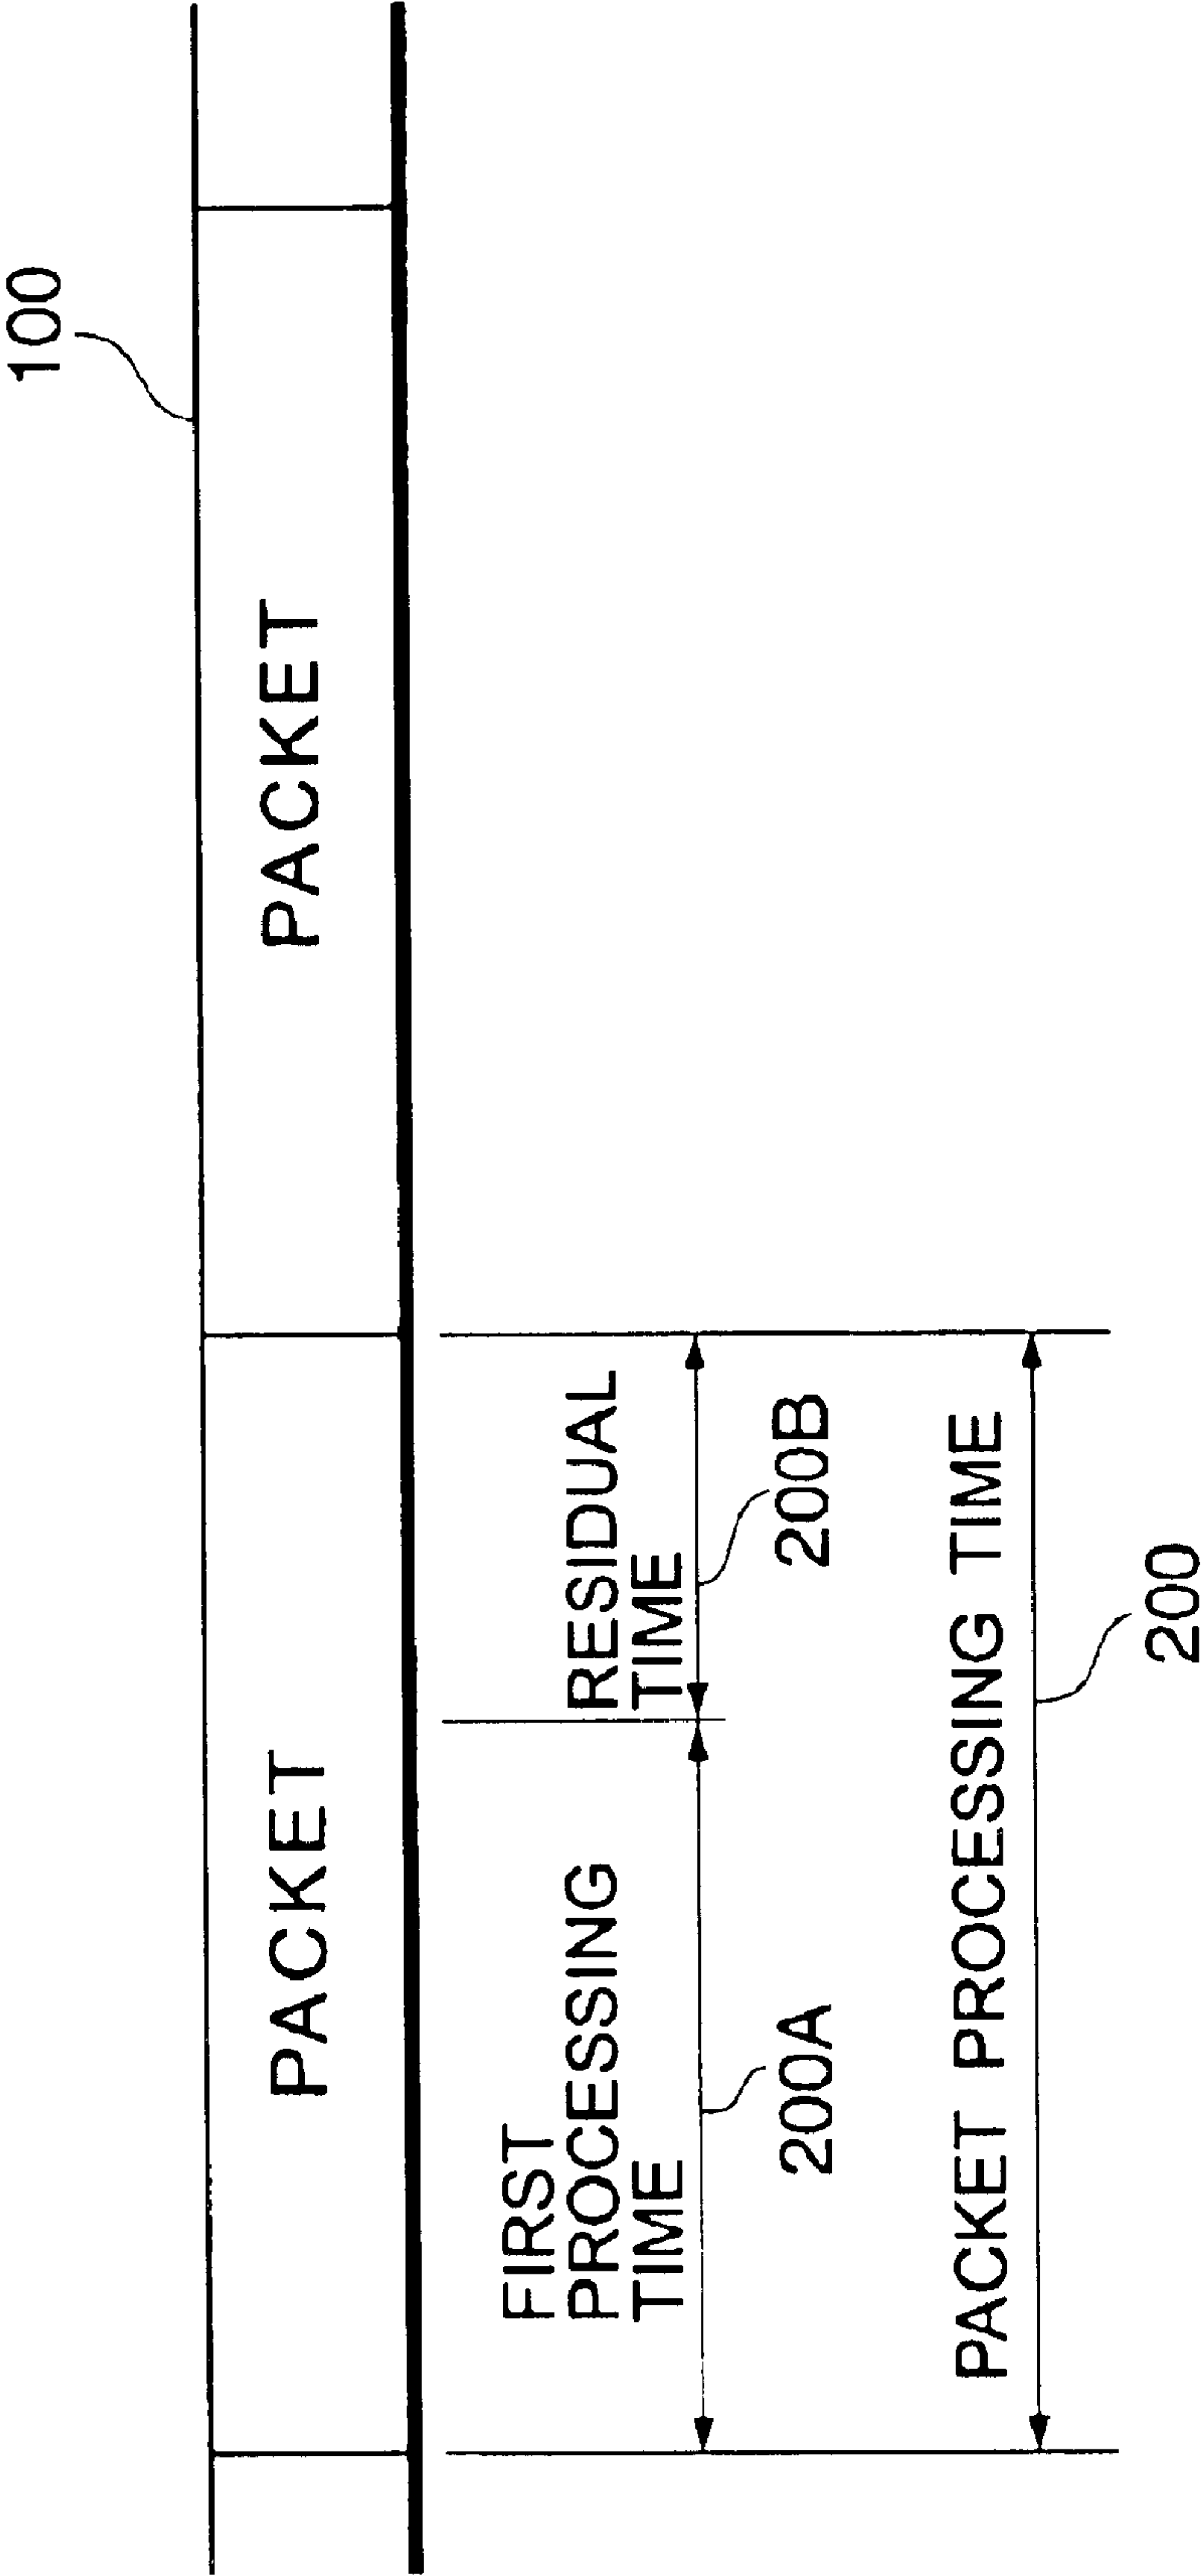 100
PACKET
PACKET
FIRST
PROCESSING
TIME
RESIDUAL
TIME
200A
200B
PACKET PROCESSING TIME
200